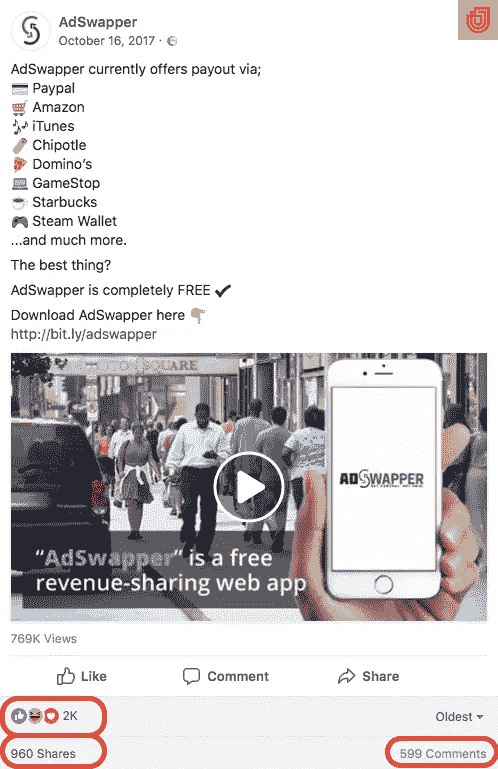 AdSwapper
October 16, 2017 ·
AdSwapper currently offers payout via;
Paypal
Amazon
iTunes
Chipotle
Domino's
GameStop
Starbucks
Steam Wallet
...and much more.
The best thing?
AdSwapper is completely FREE ✔
Download AdSwapper here
http://bit.ly/adswapper
SQUARE
ADSWAPPER
"AdSwapper" is a free
revenue-sharing web app
769K Views
Like Comment Share
2K Oldest
960 Shares 599 Comments